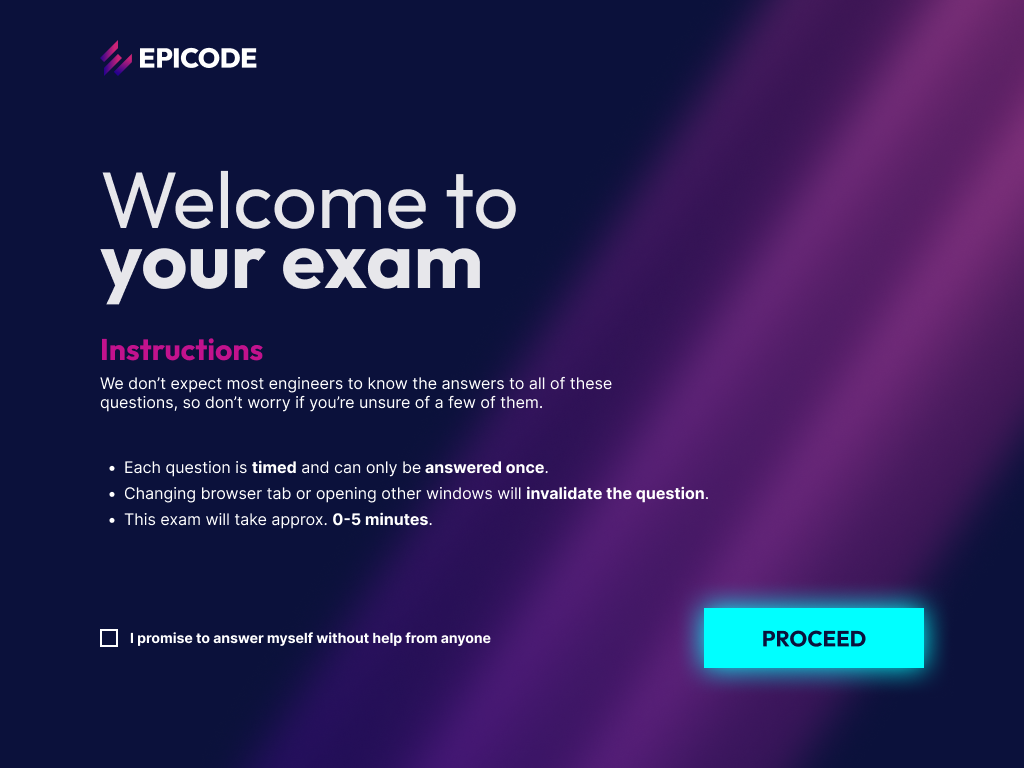 EPICODE
Welcome to
your exam
Instructions
We don’t expect most engineers to know the answers to all of these
questions, so don’t worry if you’re unsure of a few of them.
• Each question is timed and can only be answered once.
• Changing browser tab or opening other windows will invalidate the question.
• This exam will take approx. 0-5 minutes.
I promise to answer myself without help from anyone
PROCEED